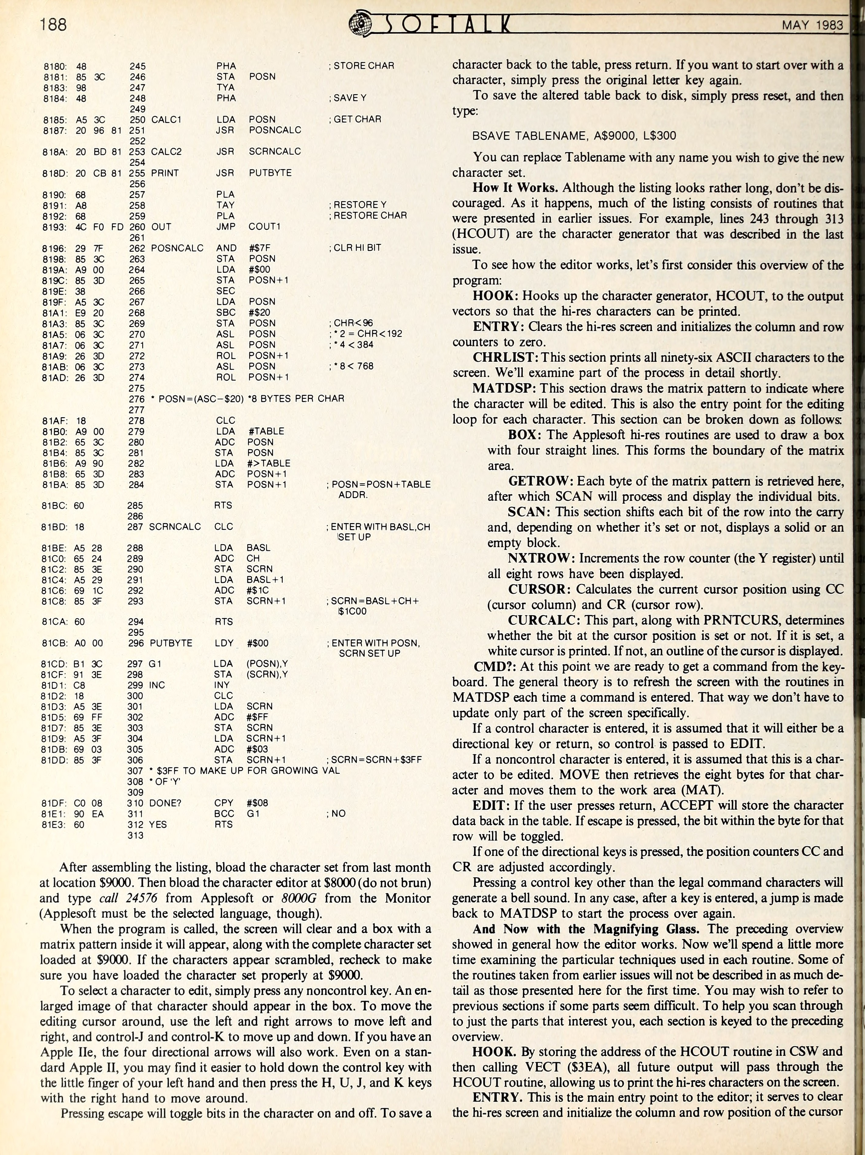 188
SOFTALK
MAY 1983
8180: 48 245 PHA ; STORE CHAR
8181: 85 3C 246 STA POSN
8183: 98 247 TYA
8184: 48 248 PHA ; SAVE Y
249
8185: A5 3C 250 CALC1 LDA POSN ; GET CHAR
8187: 20 96 81 251 JSR POSNCALC
252
818A: 20 BD 81 253 CALC2 JSR SCRNCALC
254
818D: 20 CB 81 255 PRINT JSR PUTBYTE
256
8190: 68 257 PLA
8191: A8 258 TAY ; RESTORE Y
8192: 68 259 PLA ; RESTORE CHAR
8193: 4C F0 FD 260 OUT JMP COUT1
261
8196: 29 7F 262 POSNCALC AND #$7F ; CLR HI BIT
8198: 85 3C 263 STA POSN
819A: A9 00 264 LDA #$00
819C: 85 3D 265 STA POSN+1
819E: 38 266 SEC
819F: A5 3C 267 LDA POSN
81A1: E9 20 268 SBC #$20
81A3: 85 3C 269 STA POSN ; CHR<96
81A5: 06 3C 270 ASL POSN ; * 2 = CHR<192
81A7: 06 3C 271 ASL POSN ; * 4 < 384
81A9: 26 3D 272 ROL POSN+1
81AB: 06 3C 273 ASL POSN ; *8 < 768
81AD: 26 3D 274 ROL POSN+1
275
276 * POSN=(ASC−$20) *8 BYTES PER CHAR
277
81AF: 18 278 CLC
81B0: A9 00 279 LDA #TABLE
81B2: 65 3C 280 ADC POSN
81B4: 85 3C 281 STA POSN
81B6: A9 90 282 LDA #>TABLE
81B8: 65 3D 283 ADC POSN+1
81BA: 85 3D 284 STA POSN+1 ; POSN=POSN+TABLE
ADDR.
81BC: 60 285 RTS
286
81BD: 18 287 SCRNCALC CLC ; ENTER WITH BASL,CH
SET UP
81BE: A5 28 288 LDA BASL
81C0: 65 24 289 ADC CH
81C2: 85 3E 290 STA SCRN
81C4: A5 29 291 LDA BASL+1
81C6: 69 1C 292 ADC #$1C
81C8: 85 3F 293 STA SCRN+1 ; SCRN=BASL+CH+
$1C00
81CA: 60 294 RTS
295
81CB: A0 00 296 PUTBYTE LDY #$00 ; ENTER WITH POSN,
SCRN SET UP
81CD: B1 3C 297 G1 LDA (POSN),Y
81CF: 91 3E 298 STA (SCRN),Y
81D1: C8 299 INC INY
81D2: 18 300 CLC
81D3: A5 3E 301 LDA SCRN
81D5: 69 FF 302 ADC #$FF
81D7: 85 3E 303 STA SCRN
81D9: A5 3F 304 LDA SCRN+1
81DB: 69 03 305 ADC #$03
81DD: 85 3F 306 STA SCRN+1 ; SCRN=SCRN+$3FF
307 * $3FF TO MAKE UP FOR GROWING VAL
308 * OF 'Y'
309
81DF: C0 08 310 DONE? CPY #$08
81E1: 90 EA 311 BCC G1 ; NO
81E3: 60 312 YES RTS
313
After assembling the listing, bload the character set from last month
at location $9000. Then bload the character editor at $8000 (do not brun)
and type call 24576 from Applesoft or 8000G from the Monitor
(Applesoft must be the selected language, though).
When the program is called, the screen will clear and a box with a
matrix pattern inside it will appear, along with the complete character set
loaded at $9000. If the characters appear scrambled, recheck to make
sure you have loaded the character set properly at $9000.
To select a character to edit, simply press any noncontrol key. An en-
larged image of that character should appear in the box. To move the
editing cursor around, use the left and right arrows to move left and
right, and control-J and control-K to move up and down. If you have an
Apple IIe, the four directional arrows will also work. Even on a stan-
dard Apple II, you may find it easier to hold down the control key with
the little finger of your left hand and then press the H, U, J, and K keys
with the right hand to move around.
Pressing escape will toggle bits in the character on and off. To save a
character back to the table, press return. If you want to start over with a
character, simply press the original letter key again.
To save the altered table back to disk, simply press reset, and then
type:
BSAVE TABLENAME, A$9000, L$300
You can replace Tablename with any name you wish to give the new
character set.
How It Works. Although the listing looks rather long, don't be dis-
couraged. As it happens, much of the listing consists of routines that
were presented in earlier issues. For example, lines 243 through 313
(HCOUT) are the character generator that was described in the last
issue.
To see how the editor works, let's first consider this overview of the
program:
HOOK: Hooks up the character generator, HCOUT, to the output
vectors so that the hi-res characters can be printed.
ENTRY: Clears the hi-res screen and initializes the column and row
counters to zero.
CHRLIST: This section prints all ninety-six ASCII characters to the
screen. We'll examine part of the process in detail shortly.
MATDSP: This section draws the matrix pattern to indicate where
the character will be edited. This is also the entry point for the editing
loop for each character. This section can be broken down as follows:
BOX: The Applesoft hi-res routines are used to draw a box
with four straight lines. This forms the boundary of the matrix
area.
GETROW: Each byte of the matrix pattern is retrieved here,
after which SCAN will process and display the individual bits.
SCAN: This section shifts each bit of the row into the carry
and, depending on whether it's set or not, displays a solid or an
empty block.
NXTROW: Increments the row counter (the Y register) until
all eight rows have been displayed.
CURSOR: Calculates the current cursor position using CC
(cursor column) and CR (cursor row).
CURCALC: This part, along with PRNTCURS, determines
whether the bit at the cursor position is set or not. If it is set, a
white cursor is printed. If not, an outline of the cursor is displayed.
CMD?: At this point we are ready to get a command from the key-
board. The general theory is to refresh the screen with the routines in
MATDSP each time a command is entered. That way we don't have to
update only part of the screen specifically.
If a control character is entered, it is assumed that it will either be a
directional key or return, so control is passed to EDIT.
If a noncontrol character is entered, it is assumed that this is a char-
acter to be edited. MOVE then retrieves the eight bytes for that char-
acter and moves them to the work area (MAT).
EDIT: If the user presses return, ACCEPT will store the character
data back in the table. If escape is pressed, the bit within the byte for that
row will be toggled.
If one of the directional keys is pressed, the position counters CC and
CR are adjusted accordingly.
Pressing a control key other than the legal command characters will
generate a bell sound. In any case, after a key is entered, a jump is made
back to MATDSP to start the process over again.
And Now with the Magnifying Glass. The preceding overview
showed in general how the editor works. Now we'll spend a little more
time examining the particular techniques used in each routine. Some of
the routines taken from earlier issues will not be described in as much de-
tail as those presented here for the first time. You may wish to refer to
previous sections if some parts seem difficult. To help you scan through
to just the parts that interest you, each section is keyed to the preceding
overview.
HOOK. By storing the address of the HCOUT routine in CSW and
then calling VECT ($3EA), all future output will pass through the
HCOUT routine, allowing us to print the hi-res characters on the screen.
ENTRY. This is the main entry point to the editor; it serves to clear
the hi-res screen and initialize the column and row position of the cursor